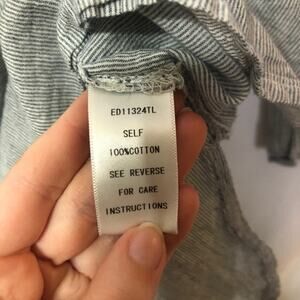 ED11324TL
SELF
100%COTTON
SEE REVERSE
FOR CARE
INSTRUCTIONS